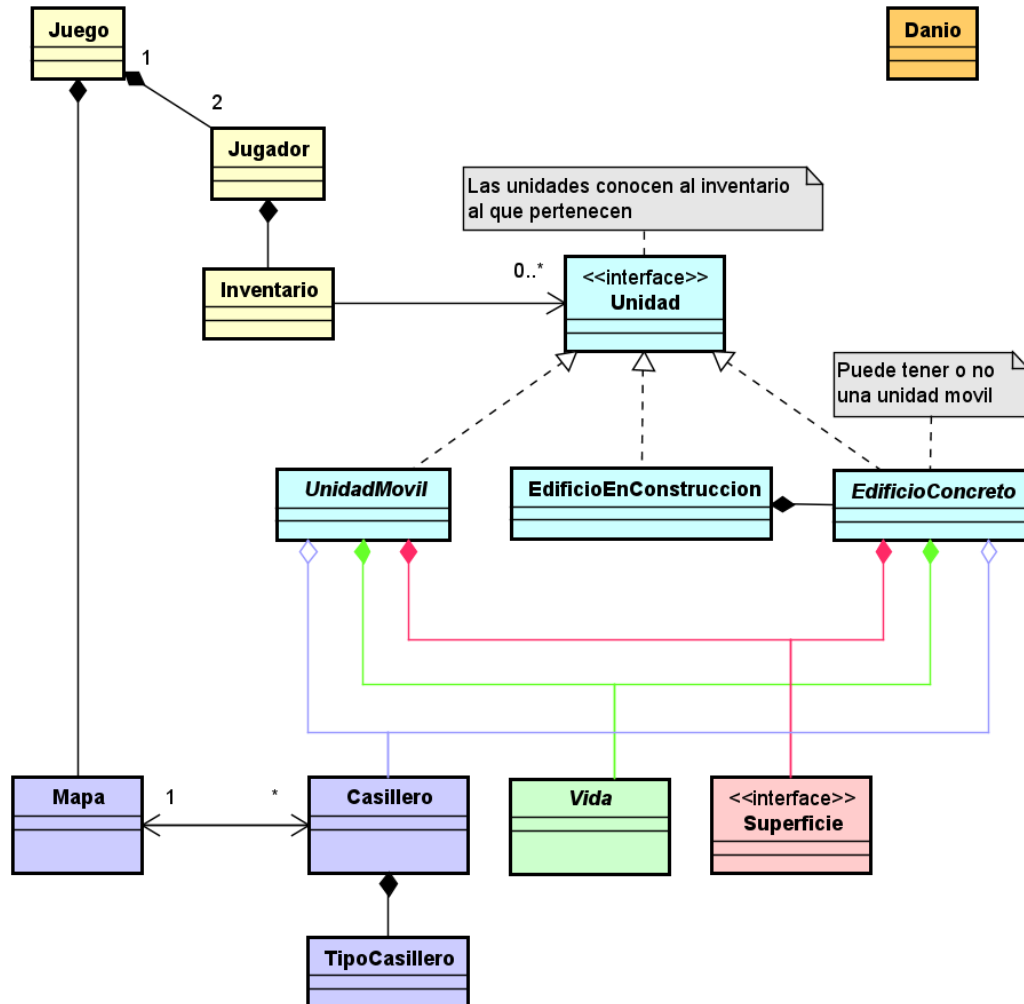 Juego
Danio
1
2
Jugador
Las unidades conocen al inventario
al que pertenecen
Inventario
0..*
<<interface>>
Unidad
Puede tener o no
una unidad movil
UnidadMovil
EdificioEnConstruccion
EdificioConcreto
Mapa
1
*
Casillero
Vida
<<interface>>
Superficie
TipoCasillero